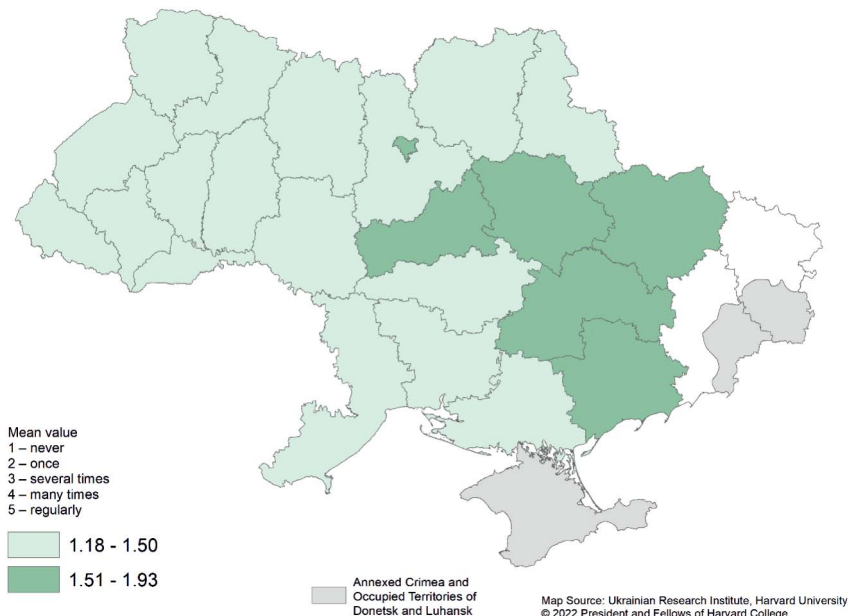 Mean value
1 – never
2 – once
3 – several times
4 – many times
5 – regularly
1.18 - 1.50
1.51 - 1.93
Annexed Crimea and
Occupied Territories of
Donetsk and Luhansk
Map Source: Ukrainian Research Institute, Harvard University
© 2022 President and Fellows of Harvard College